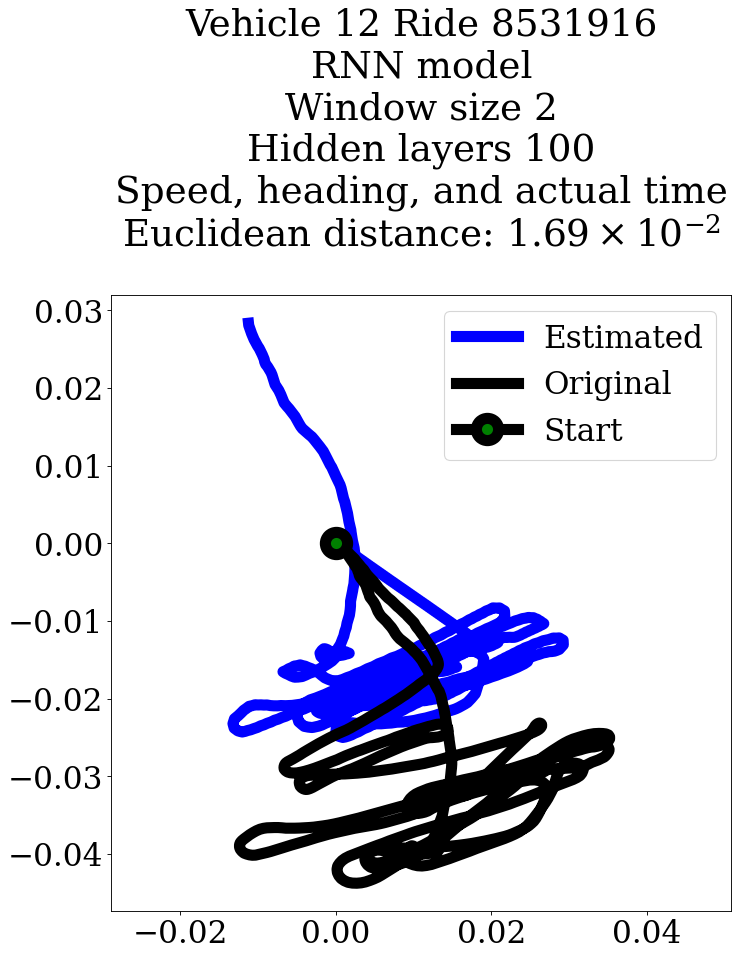 Vehicle 12 Ride 8531916
RNN model
Window size 2
Hidden layers 100
Speed, heading, and actual time
Euclidean distance: 1.69 × 10⁻²
Estimated
Original
Start
0.03
0.02
0.01
0.00
−0.01
−0.02
−0.03
−0.04
−0.02 0.00 0.02 0.04